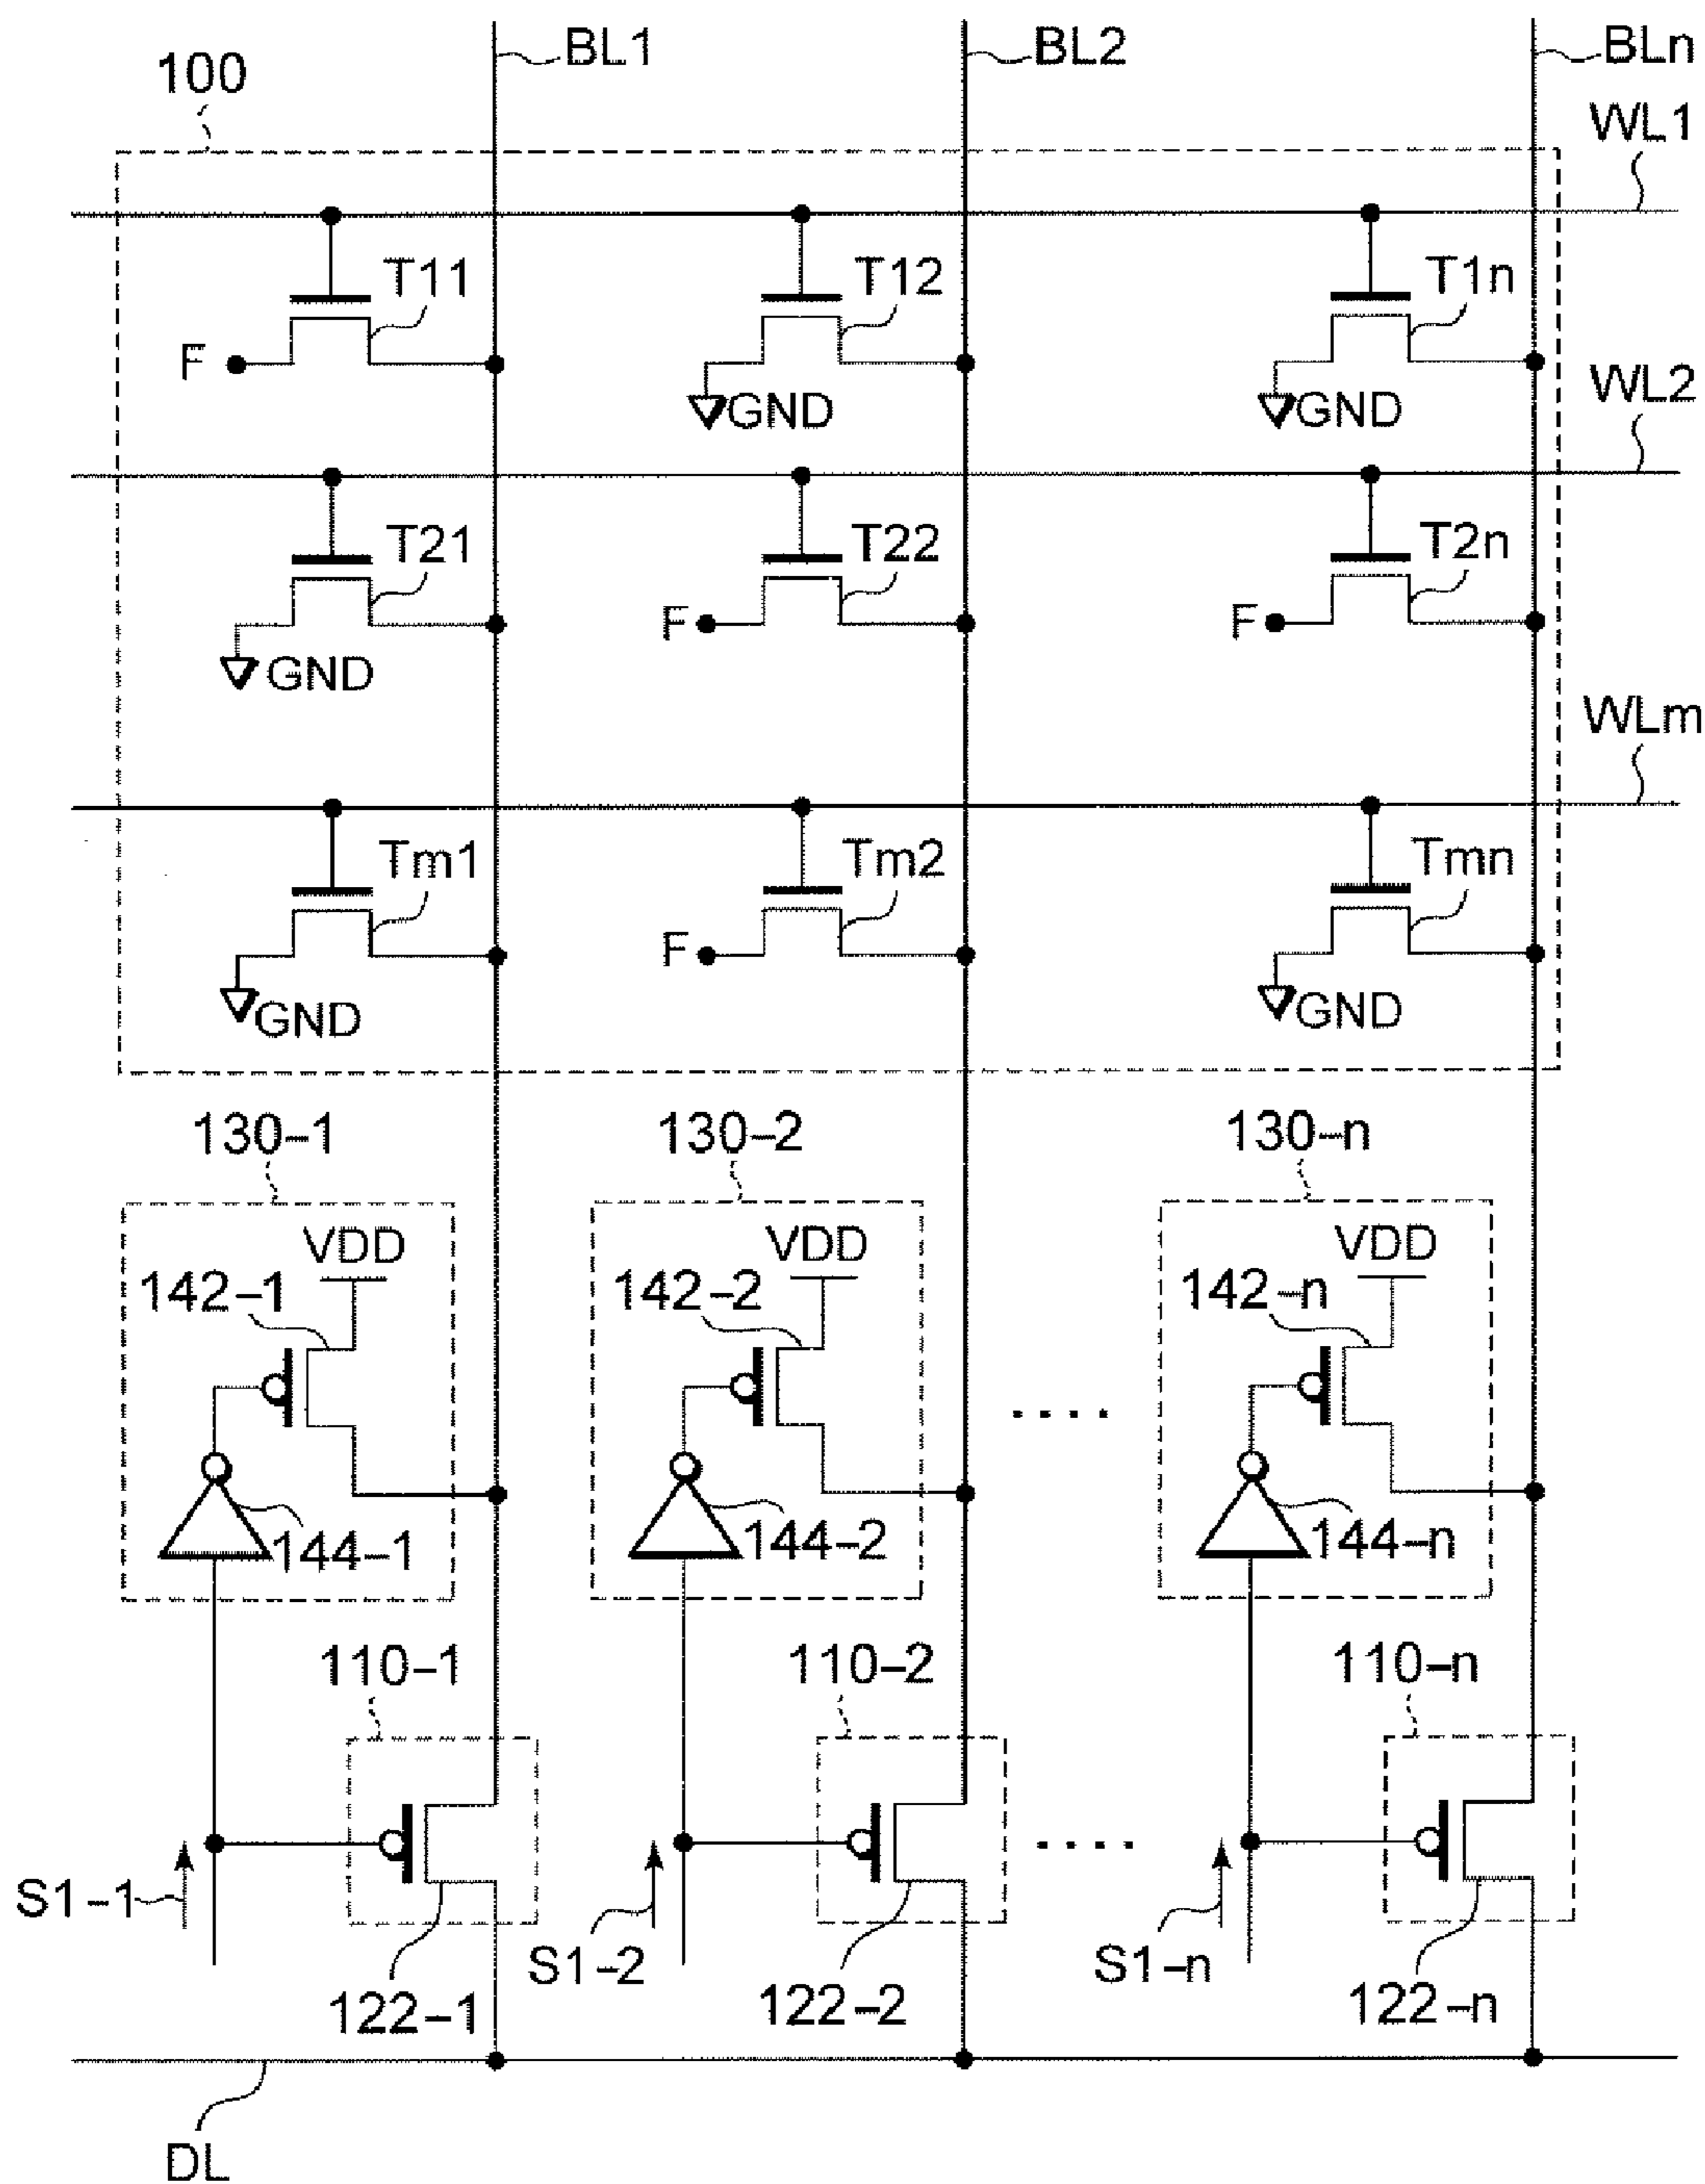 BL1
BL2
BLn
100
WL1
T11
T12
T1n
F
GND
GND
WL2
T21
T22
T2n
GND
F
F
WLm
Tm1
Tm2
Tmn
GND
F
GND
130-1
130-2
130-n
VDD
VDD
VDD
142-1
142-2
142-n
....
144-1
144-2
144-n
110-1
110-2
110-n
....
S1-1
S1-2
S1-n
122-1
122-2
122-n
DL